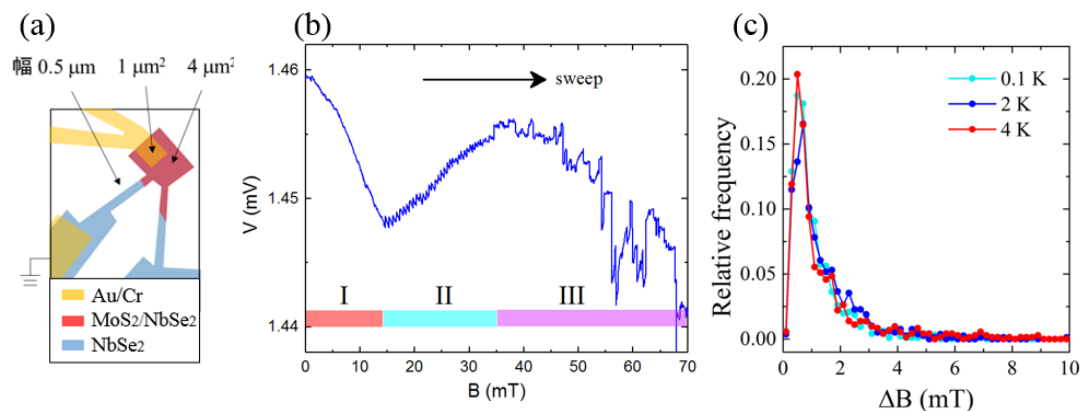 (a)
幅 0.5 μm
1 μm²
4 μm²
Au/Cr
MoS2/NbSe2
NbSe2
(b)
1.46
1.45
1.44
V (mV)
sweep
I
II
III
0
10
20
30
40
50
60
70
B (mT)
(c)
0.20
0.15
0.10
0.05
0.00
Relative frequency
0.1 K
2 K
4 K
0
2
4
6
8
10
ΔB (mT)